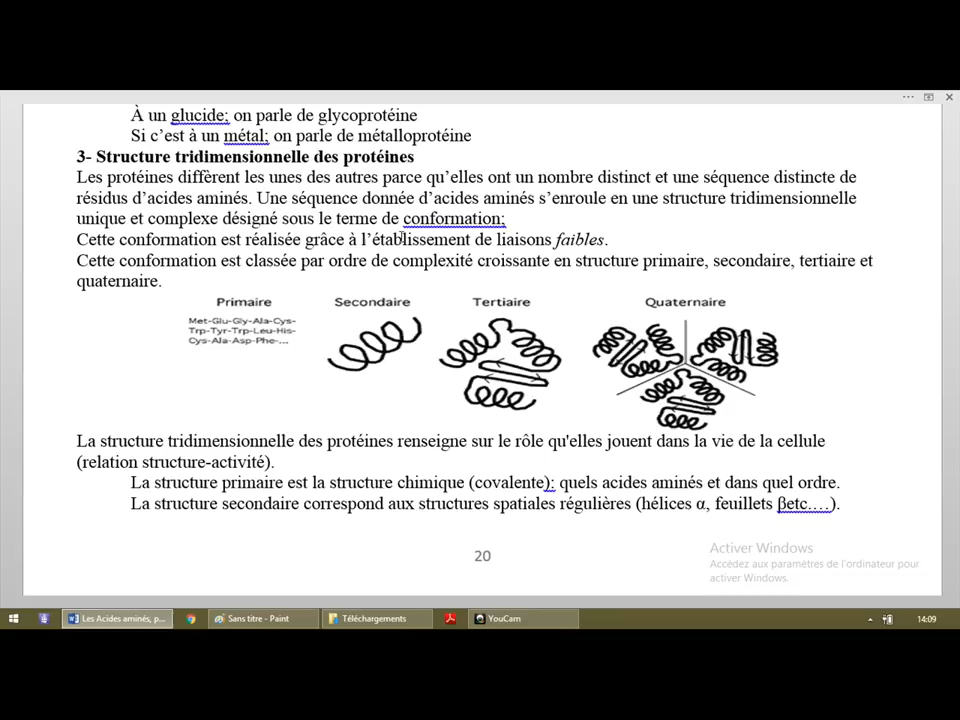 À un glucide; on parle de glycoprotéine
Si c’est à un métal; on parle de métalloprotéine
3- Structure tridimensionnelle des protéines
Les protéines diffèrent les unes des autres parce qu’elles ont un nombre distinct et une séquence distincte de
résidus d’acides aminés. Une séquence donnée d’acides aminés s’enroule en une structure tridimensionnelle
unique et complexe désigné sous le terme de conformation;
Cette conformation est réalisée grâce à l’établissement de liaisons faibles.
Cette conformation est classée par ordre de complexité croissante en structure primaire, secondaire, tertiaire et
quaternaire.
Primaire Secondaire Tertiaire Quaternaire
Met-Glu-Gly-Ala-Cys-
Trp-Tyr-Trp-Leu-His-
Cys-Ala-Asp-Phe-...
La structure tridimensionnelle des protéines renseigne sur le rôle qu'elles jouent dans la vie de la cellule
(relation structure-activité).
La structure primaire est la structure chimique (covalente): quels acides aminés et dans quel ordre.
La structure secondaire correspond aux structures spatiales régulières (hélices α, feuillets βetc.…).
20
Activer Windows
Accédez aux paramètres de l'ordinateur pour
activer Windows.
Les Acides aminés, p... Sans titre - Paint Téléchargements YouCam 14:09